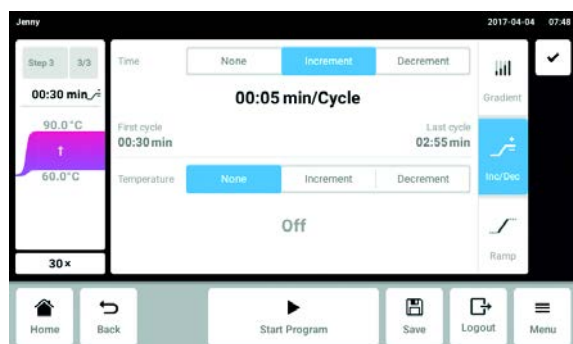 Jenny
2017-04-04 07:48
Step 3 3/3
00:30 min
90.0°C
60.0°C
30×
Time
None Increment Decrement
00:05 min/Cycle
First cycle
00:30 min
Last cycle
02:55 min
Temperature
None Increment Decrement
Off
Gradient
Inc/Dec
Ramp
Home
Back
Start Program
Save
Logout
Menu